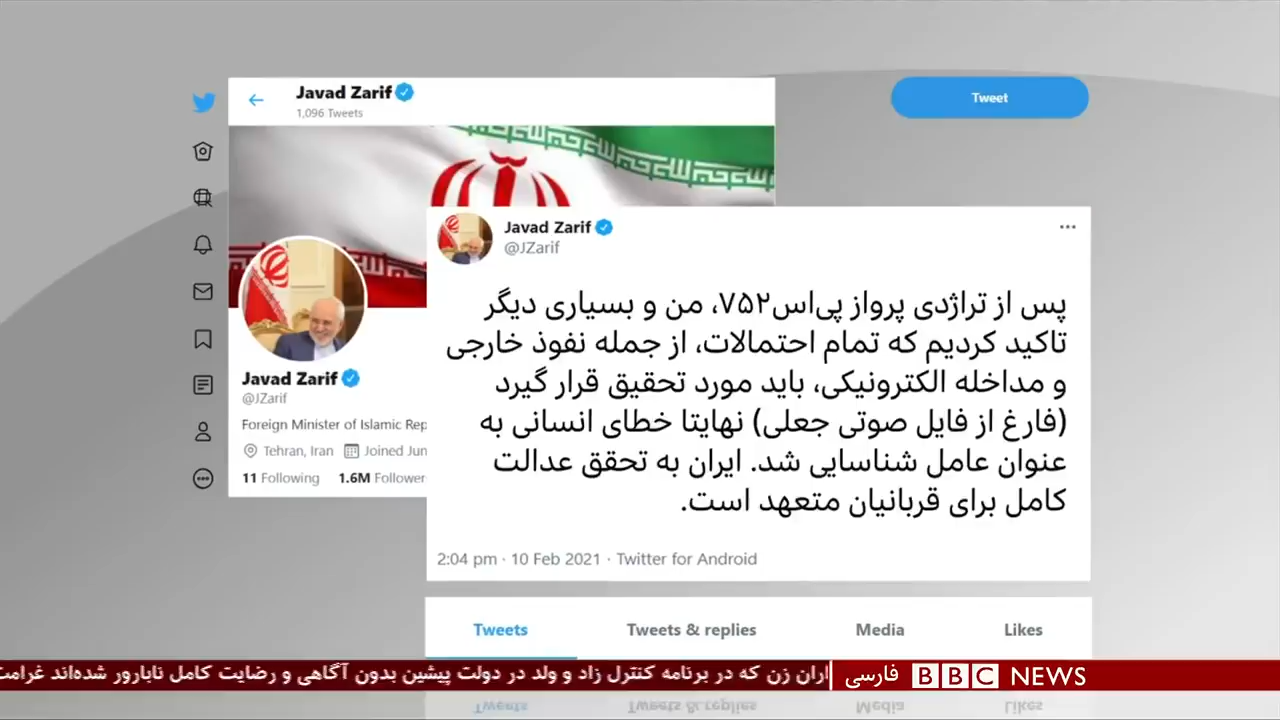 Javad Zarif
1,096 Tweets
Tweet
Javad Zarif
@JZarif
Foreign Minister of Islamic Rep
Tehran, Iran Joined Jun
11 Following 1.6M Follower
Javad Zarif
@JZarif
پس از تراژدی پرواز پی‌اس۷۵۲، من و بسیاری دیگر
تاکید کردیم که تمام احتمالات، از جمله نفوذ خارجی
و مداخله الکترونیکی، باید مورد تحقیق قرار گیرد
(فارغ از فایل صوتی جعلی) نهایتا خطای انسانی به
عنوان عامل شناسایی شد. ایران به تحقق عدالت
کامل برای قربانیان متعهد است.
2:04 pm · 10 Feb 2021 · Twitter for Android
Tweets Tweets & replies Media Likes
اران زن که در برنامه کنترل زاد و ولد در دولت پیشین بدون آگاهی و رضایت کامل نابارور شده‌اند غرامت
BBC NEWS فارسی